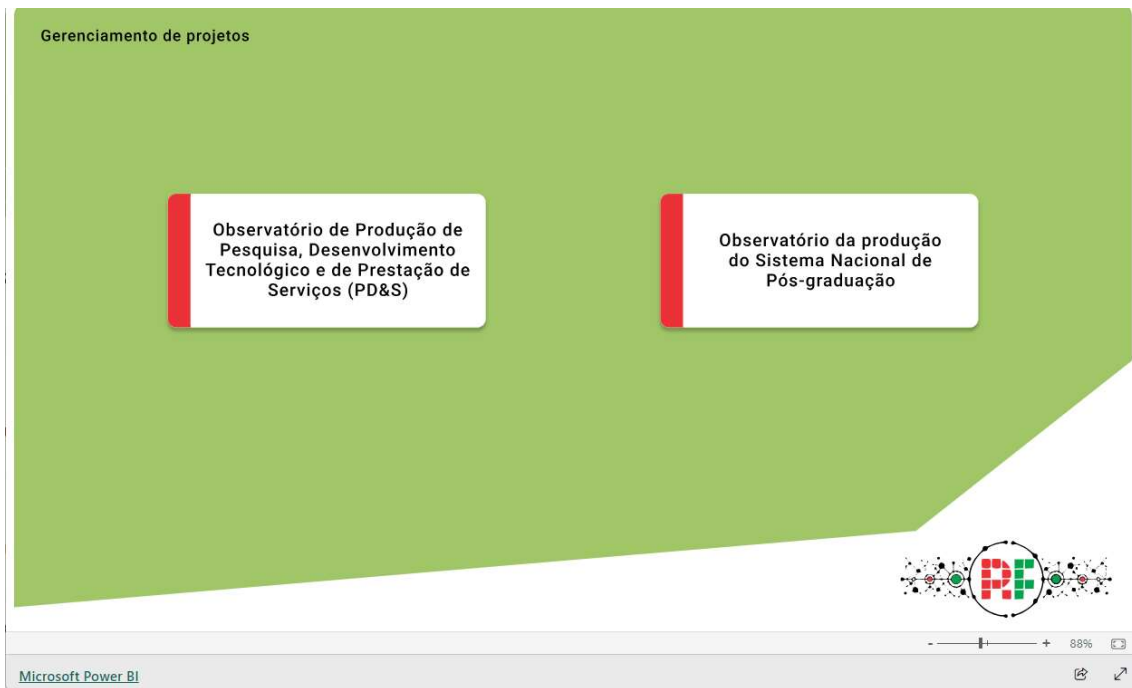 Gerenciamento de projetos
Observatório de Produção de
Pesquisa, Desenvolvimento
Tecnológico e de Prestação de
Serviços (PD&S)
Observatório da produção
do Sistema Nacional de
Pós-graduação
- + 88%
Microsoft Power BI